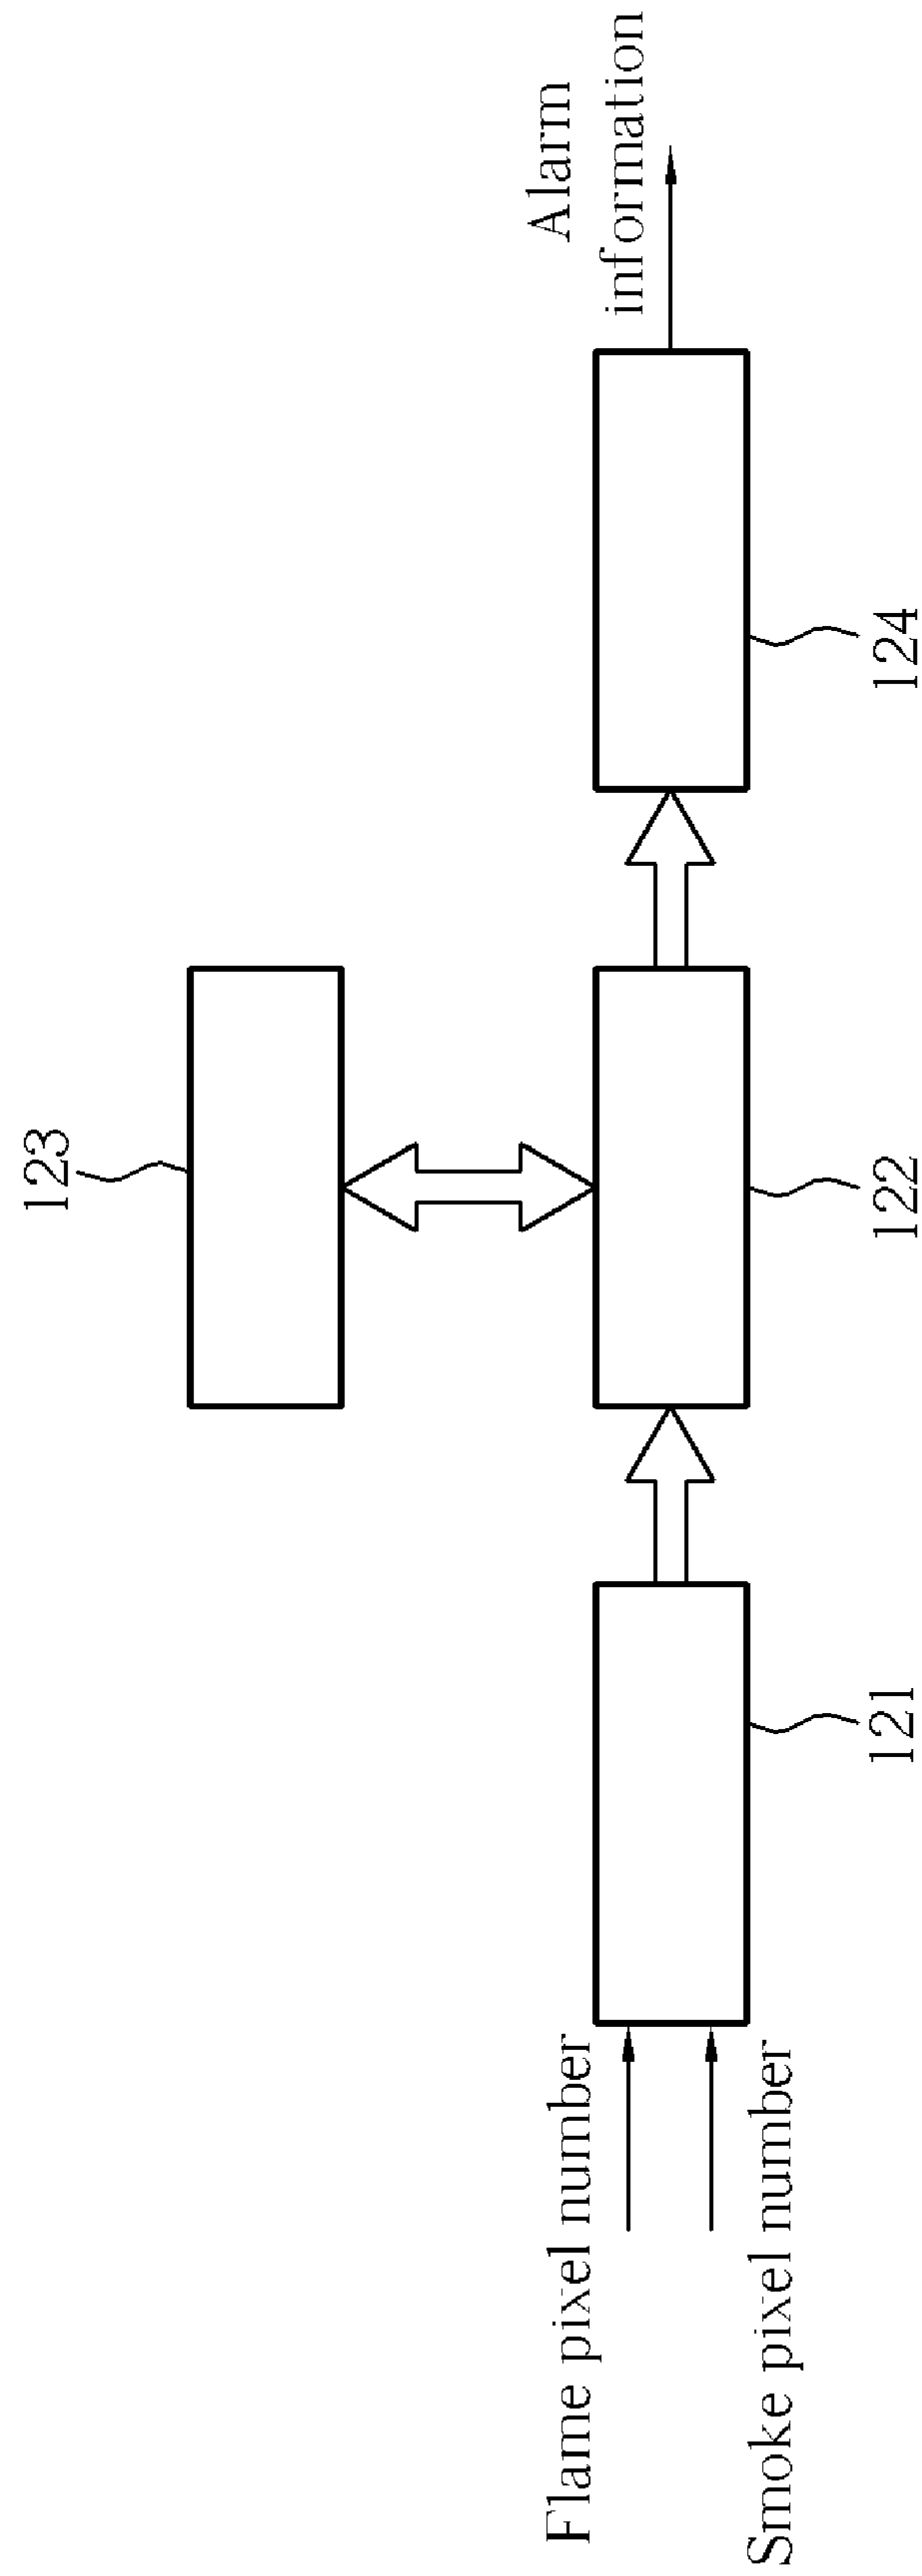 123
Alarm
information
Flame pixel number
Smoke pixel number
121
122
124